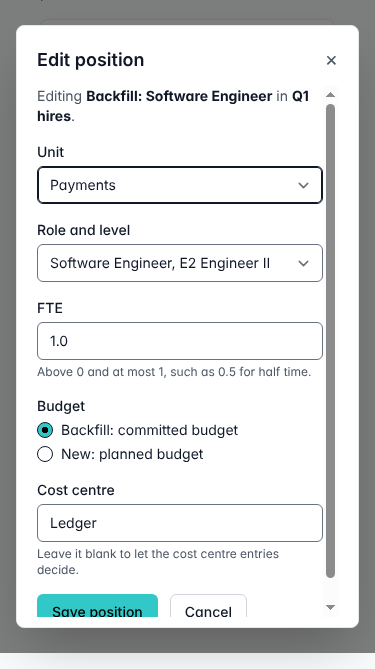 Edit position
Editing Backfill: Software Engineer in Q1
hires.
Unit
Payments
Role and level
Software Engineer, E2 Engineer II
FTE
1.0
Above 0 and at most 1, such as 0.5 for half time.
Budget
Backfill: committed budget
New: planned budget
Cost centre
Ledger
Leave it blank to let the cost centre entries
decide.
Save position Cancel